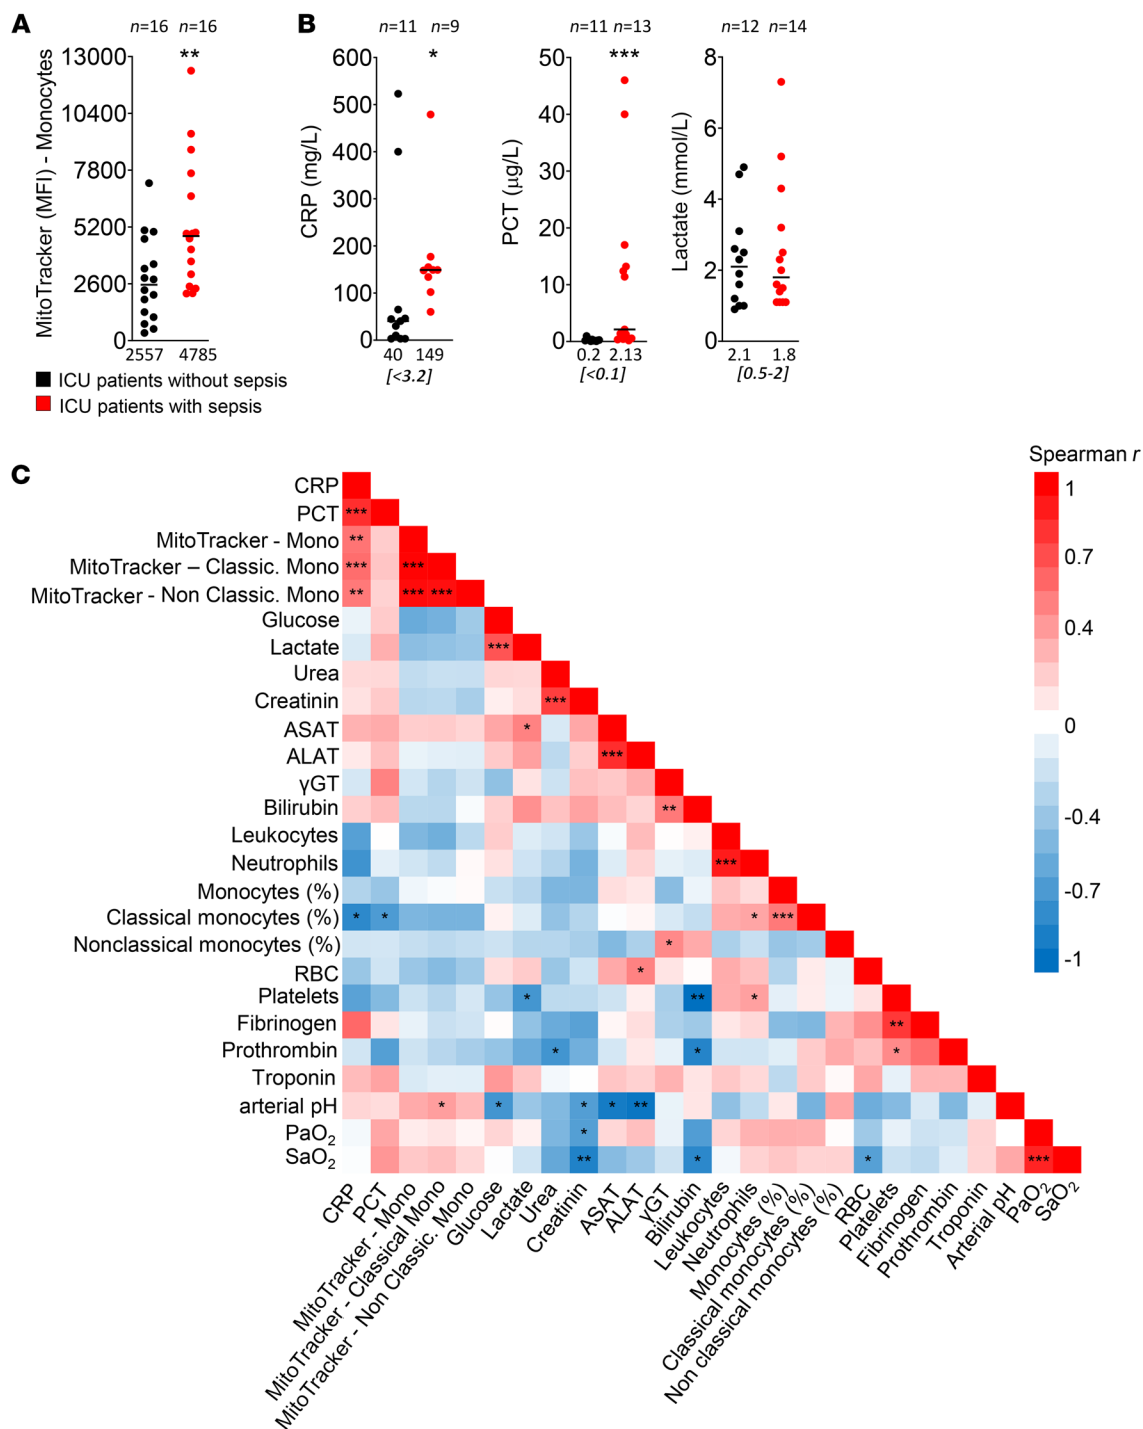 A
n=16 n=16
**
MitoTracker (MFI) - Monocytes
13000
10400
7800
5200
2600
0
2557 4785
ICU patients without sepsis
ICU patients with sepsis
B
n=11 n=9
*
CRP (mg/L)
600
500
400
300
200
100
0
40 149
[<3.2]
n=11 n=13
***
PCT (µg/L)
50
40
30
20
10
0
0.2 2.13
[<0.1]
n=12 n=14
Lactate (mmol/L)
8
6
4
2
0
2.1 1.8
[0.5-2]
C
Spearman r
1
0.7
0.4
0
-0.4
-0.7
-1
CRP
PCT ***
MitoTracker - Mono **
MitoTracker – Classic. Mono *** ***
MitoTracker - Non Classic. Mono ** *** ***
Glucose
Lactate ***
Urea
Creatinin ***
ASAT *
ALAT ***
γGT
Bilirubin **
Leukocytes
Neutrophils ***
Monocytes (%)
Classical monocytes (%) * * * ***
Nonclassical monocytes (%) *
RBC *
Platelets * ** *
Fibrinogen **
Prothrombin * * *
Troponin
arterial pH * * * * **
PaO2 *
SaO2 ** * * ***
CRP
PCT
MitoTracker - Mono
MitoTracker - Classical Mono
MitoTracker - Non Classic. Mono
Glucose
Lactate
Urea
Creatinin
ASAT
ALAT
γGT
Bilirubin
Leukocytes
Neutrophils
Monocytes (%)
Classical monocytes (%)
Non classical monocytes (%)
RBC
Platelets
Fibrinogen
Prothrombin
Troponin
Arterial pH
PaO2
SaO2